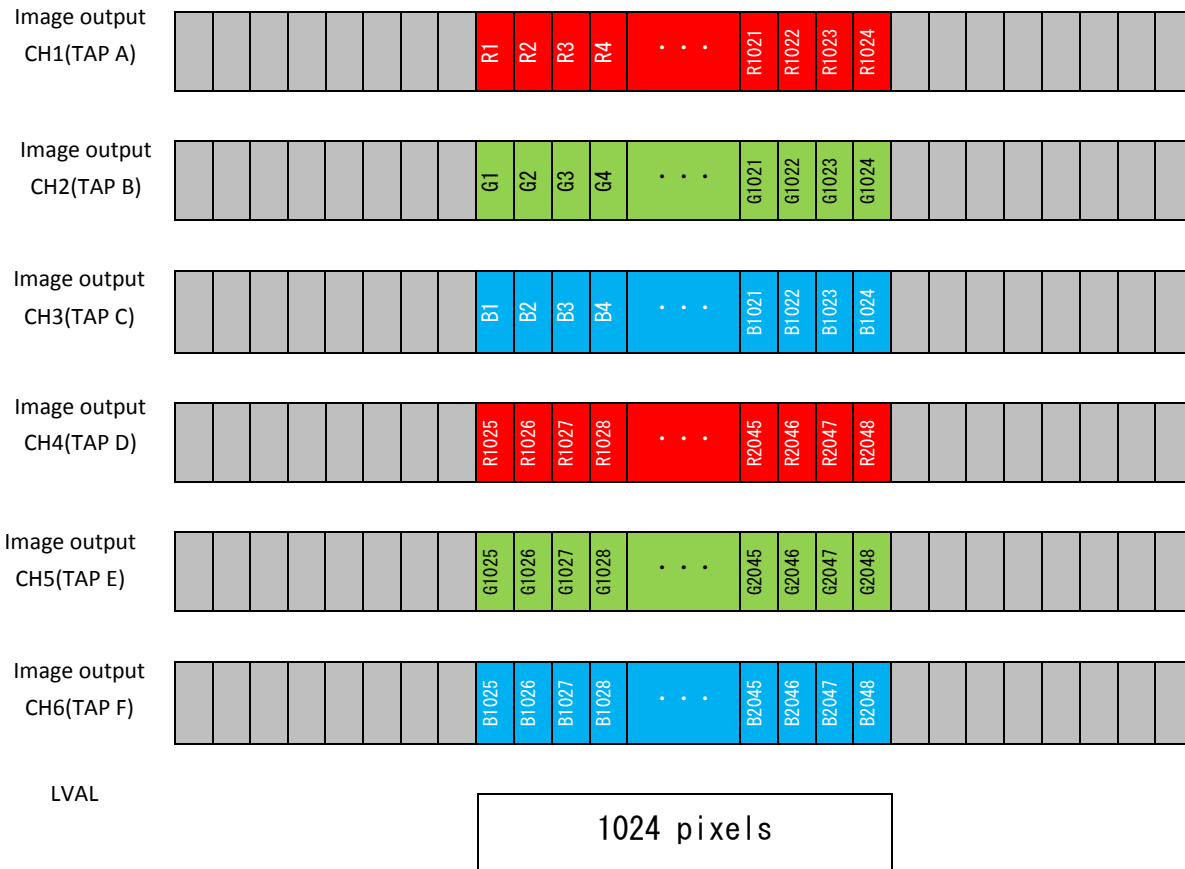 Image output
CH1(TAP A)
R1 R2 R3 R4 ・・・ R1021 R1022 R1023 R1024
Image output
CH2(TAP B)
G1 G2 G3 G4 ・・・ G1021 G1022 G1023 G1024
Image output
CH3(TAP C)
B1 B2 B3 B4 ・・・ B1021 B1022 B1023 B1024
Image output
CH4(TAP D)
R1025 R1026 R1027 R1028 ・・・ R2045 R2046 R2047 R2048
Image output
CH5(TAP E)
G1025 G1026 G1027 G1028 ・・・ G2045 G2046 G2047 G2048
Image output
CH6(TAP F)
B1025 B1026 B1027 B1028 ・・・ B2045 B2046 B2047 B2048
LVAL
1024 pixels